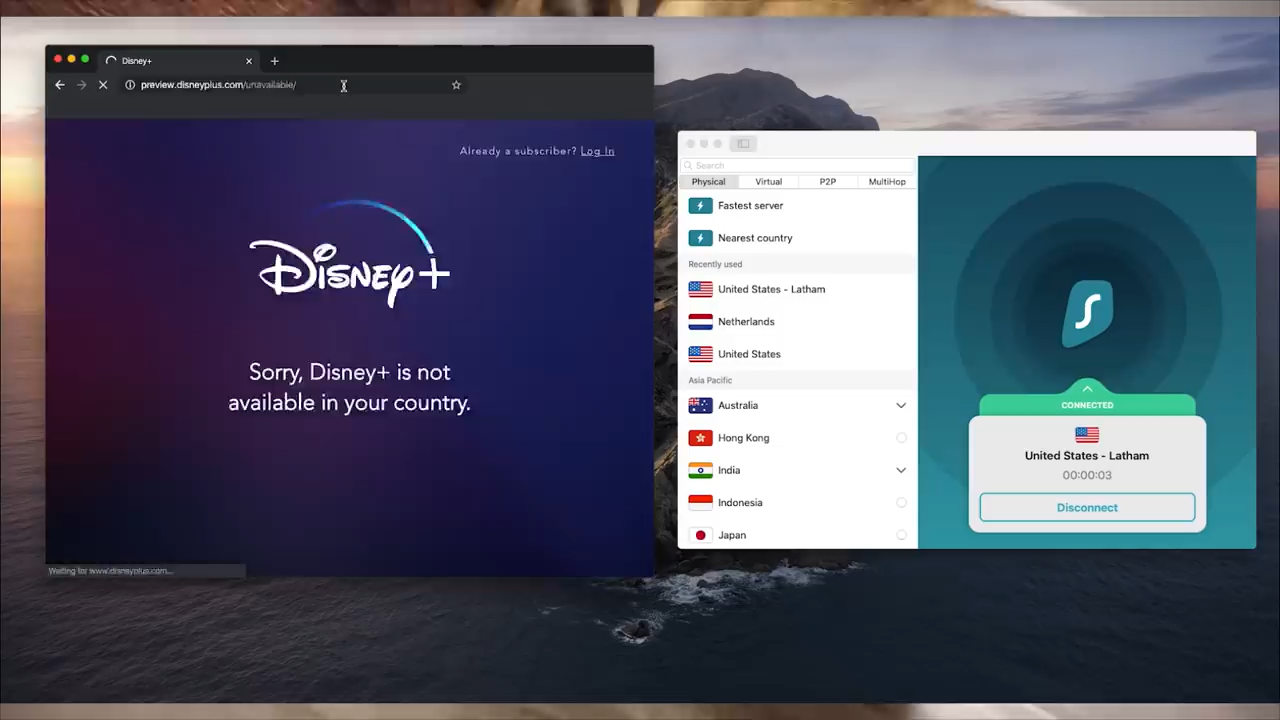 Disney+
preview.disneyplus.com/unavailable/
Already a subscriber? Log In
Disney+
Sorry, Disney+ is not
available in your country.
Waiting for www.disneyplus.com...
Search
Physical
Virtual
P2P
MultiHop
Fastest server
Nearest country
Recently used
United States - Latham
Netherlands
United States
Asia Pacific
Australia
Hong Kong
India
Indonesia
Japan
CONNECTED
United States - Latham
00:00:03
Disconnect